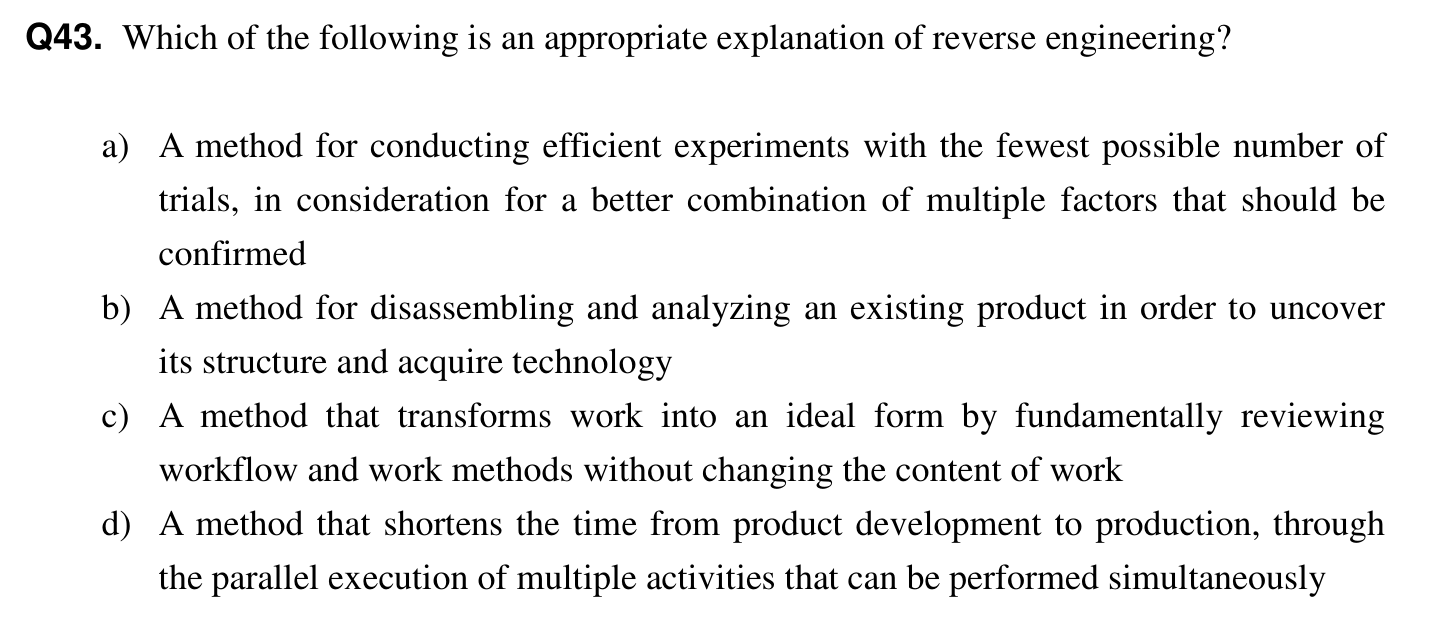 Q43. Which of the following is an appropriate explanation of reverse engineering?
a) A method for conducting efficient experiments with the fewest possible number of
trials, in consideration for a better combination of multiple factors that should be
confirmed
b) A method for disassembling and analyzing an existing product in order to uncover
its structure and acquire technology
c) A method that transforms work into an ideal form by fundamentally reviewing
workflow and work methods without changing the content of work
d) A method that shortens the time from product development to production, through
the parallel execution of multiple activities that can be performed simultaneously